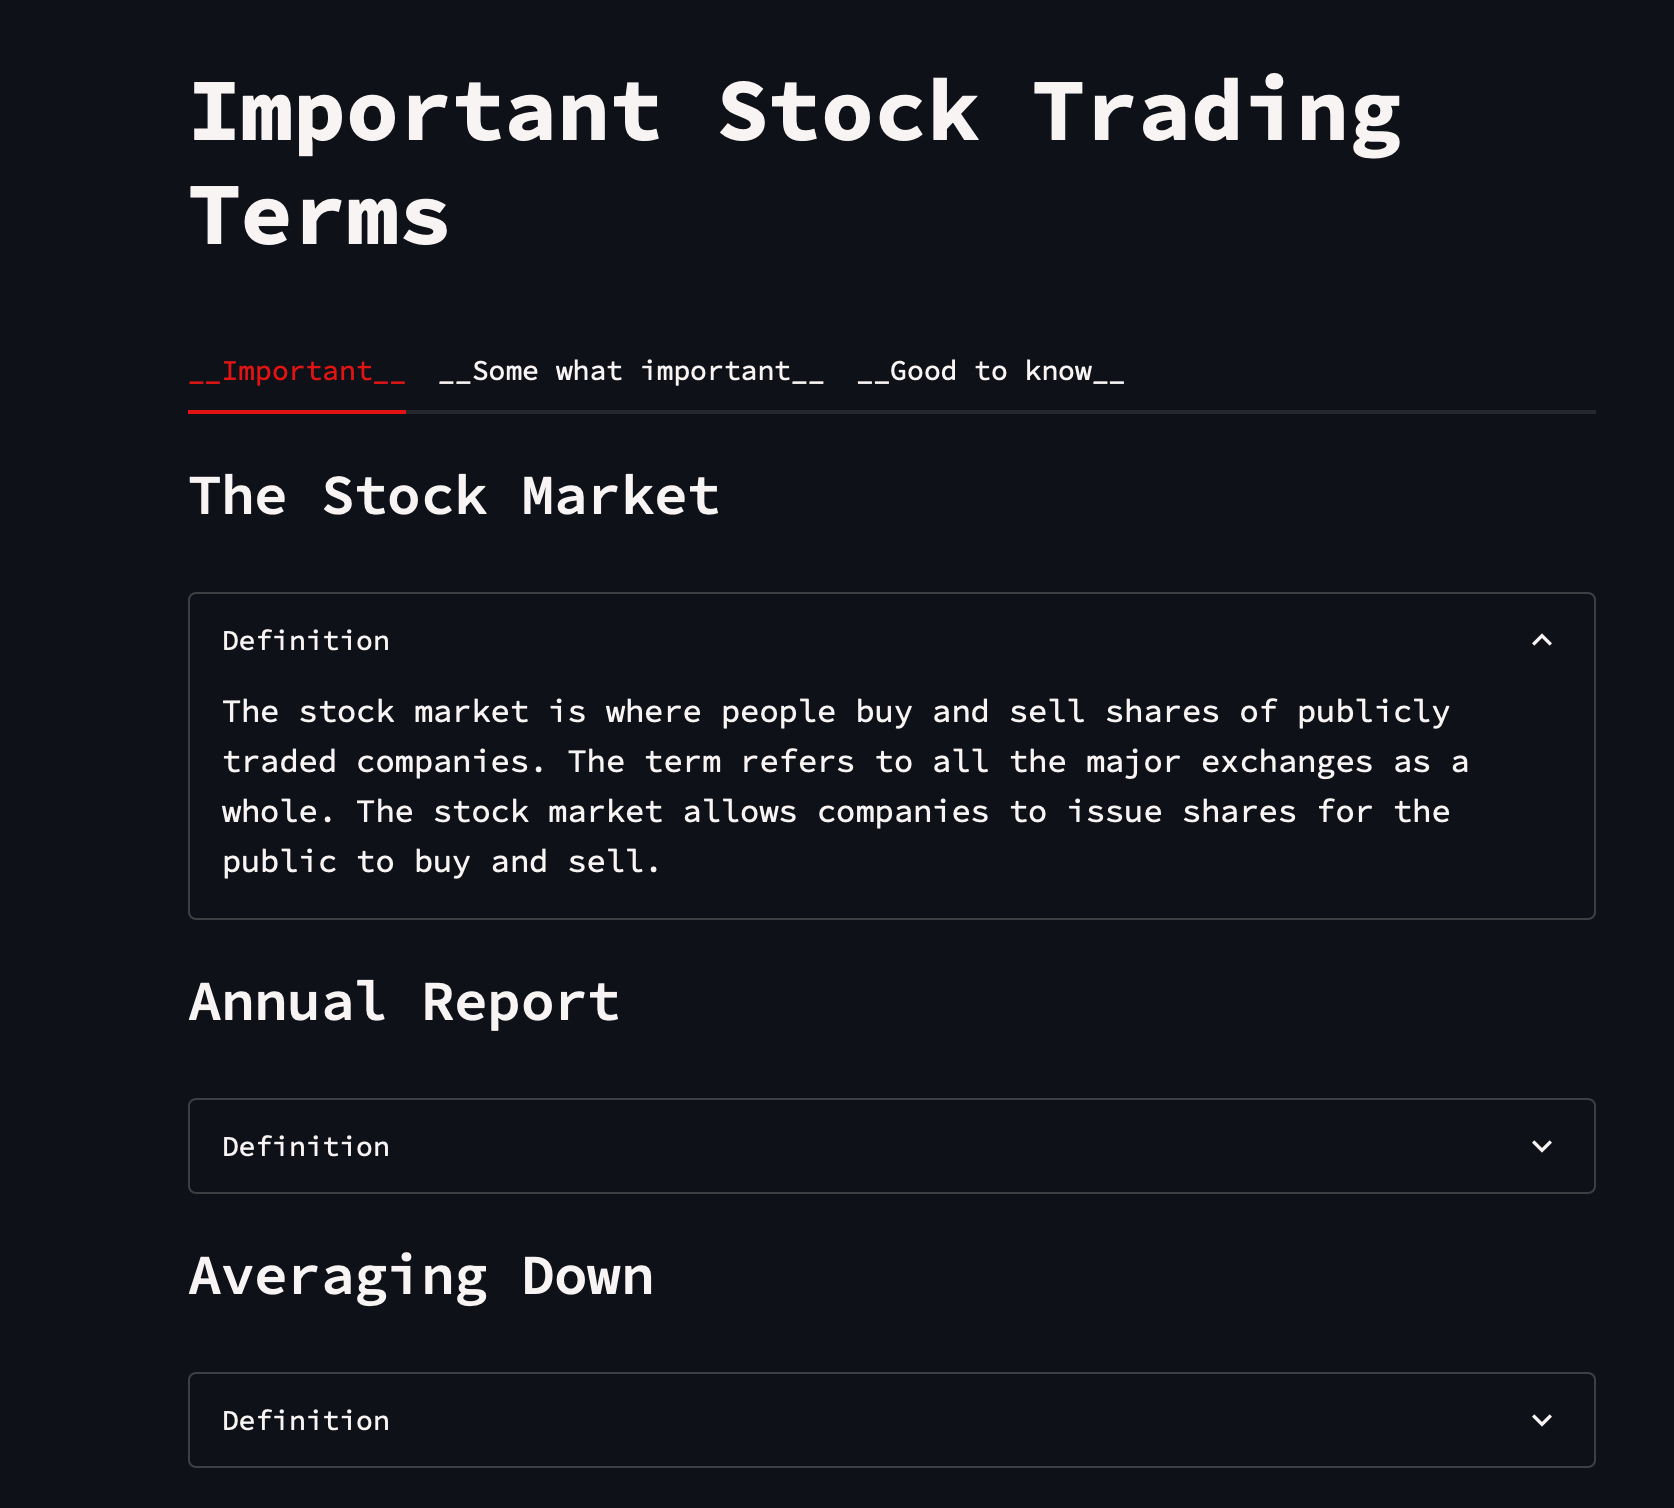 Important Stock Trading
Terms
__Important__ __Some what important__ __Good to know__
The Stock Market
Definition
The stock market is where people buy and sell shares of publicly
traded companies. The term refers to all the major exchanges as a
whole. The stock market allows companies to issue shares for the
public to buy and sell.
Annual Report
Definition
Averaging Down
Definition